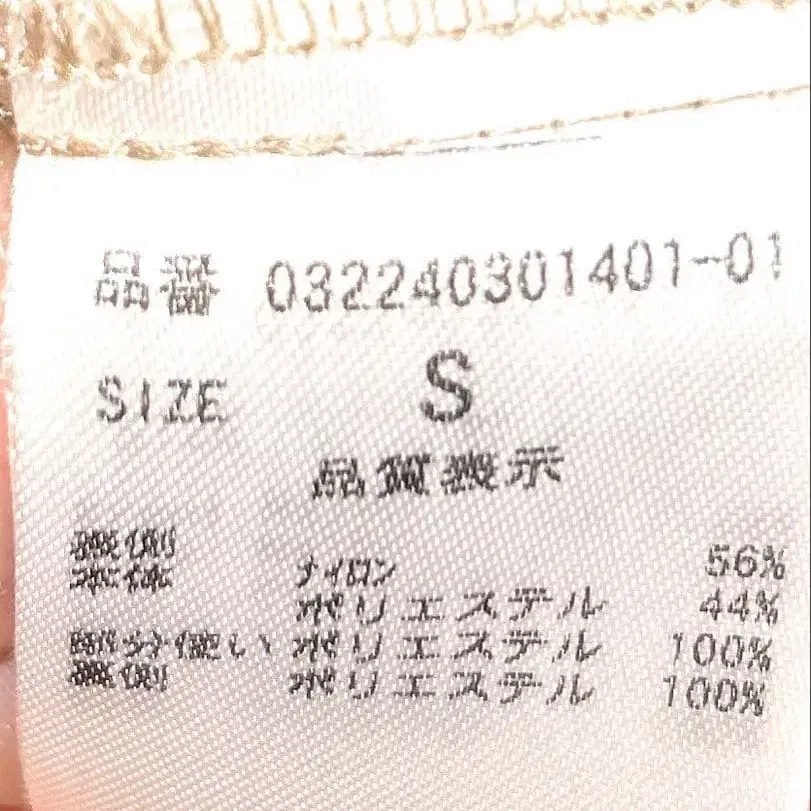 品番 032240301401-01
SIZE S
品質表示
表側
本体 ナイロン 56%
ポリエステル 44%
部分使い ポリエステル 100%
裏側 ポリエステル 100%